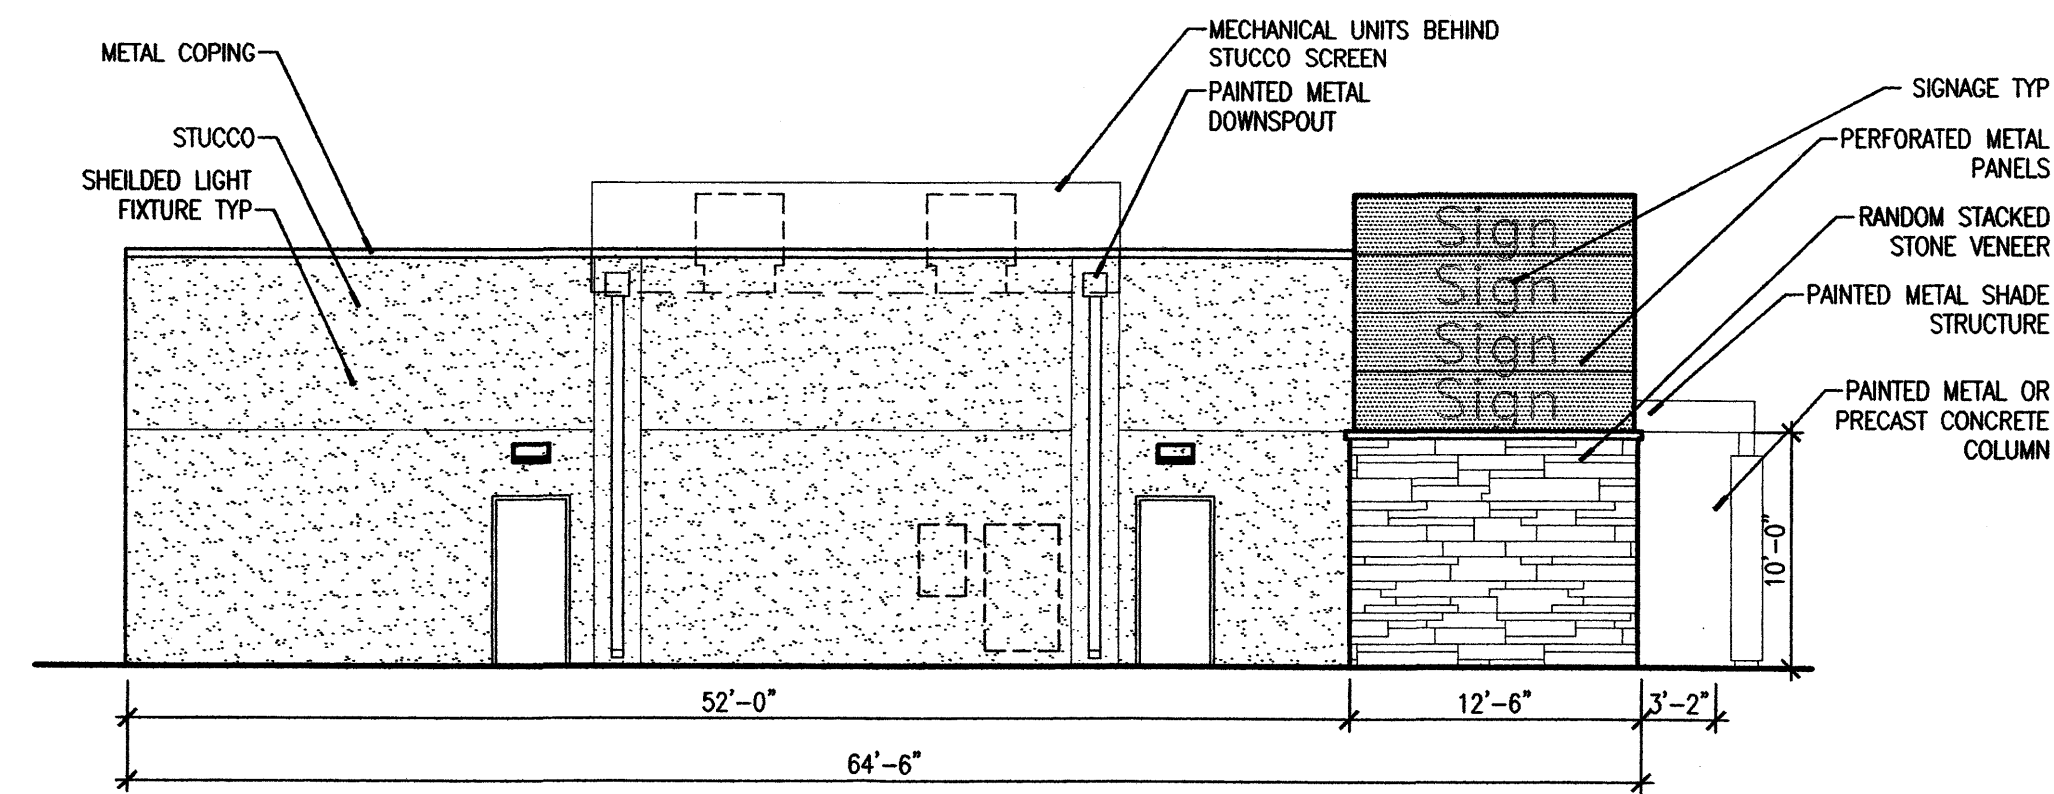 METAL COPING
STUCCO
SHEILDED LIGHT
FIXTURE TYP
MECHANICAL UNITS BEHIND
STUCCO SCREEN
PAINTED METAL
DOWNSPOUT
SIGNAGE TYP
PERFORATED METAL
PANELS
RANDOM STACKED
STONE VENEER
PAINTED METAL SHADE
STRUCTURE
PAINTED METAL OR
PRECAST CONCRETE
COLUMN
Sign
Sign
Sign
Sign
10'-0"
52'-0"
12'-6"
3'-2"
64'-6"